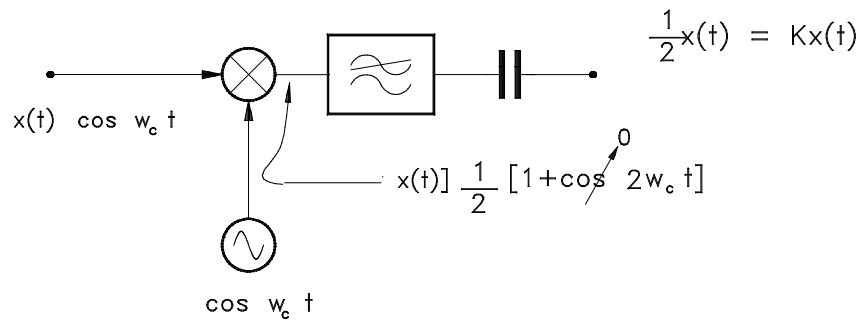 1/2 x(t) = Kx(t)
x(t) cos w_c t
0
x(t)] 1/2 [1+cos 2w_c t]
cos w_c t